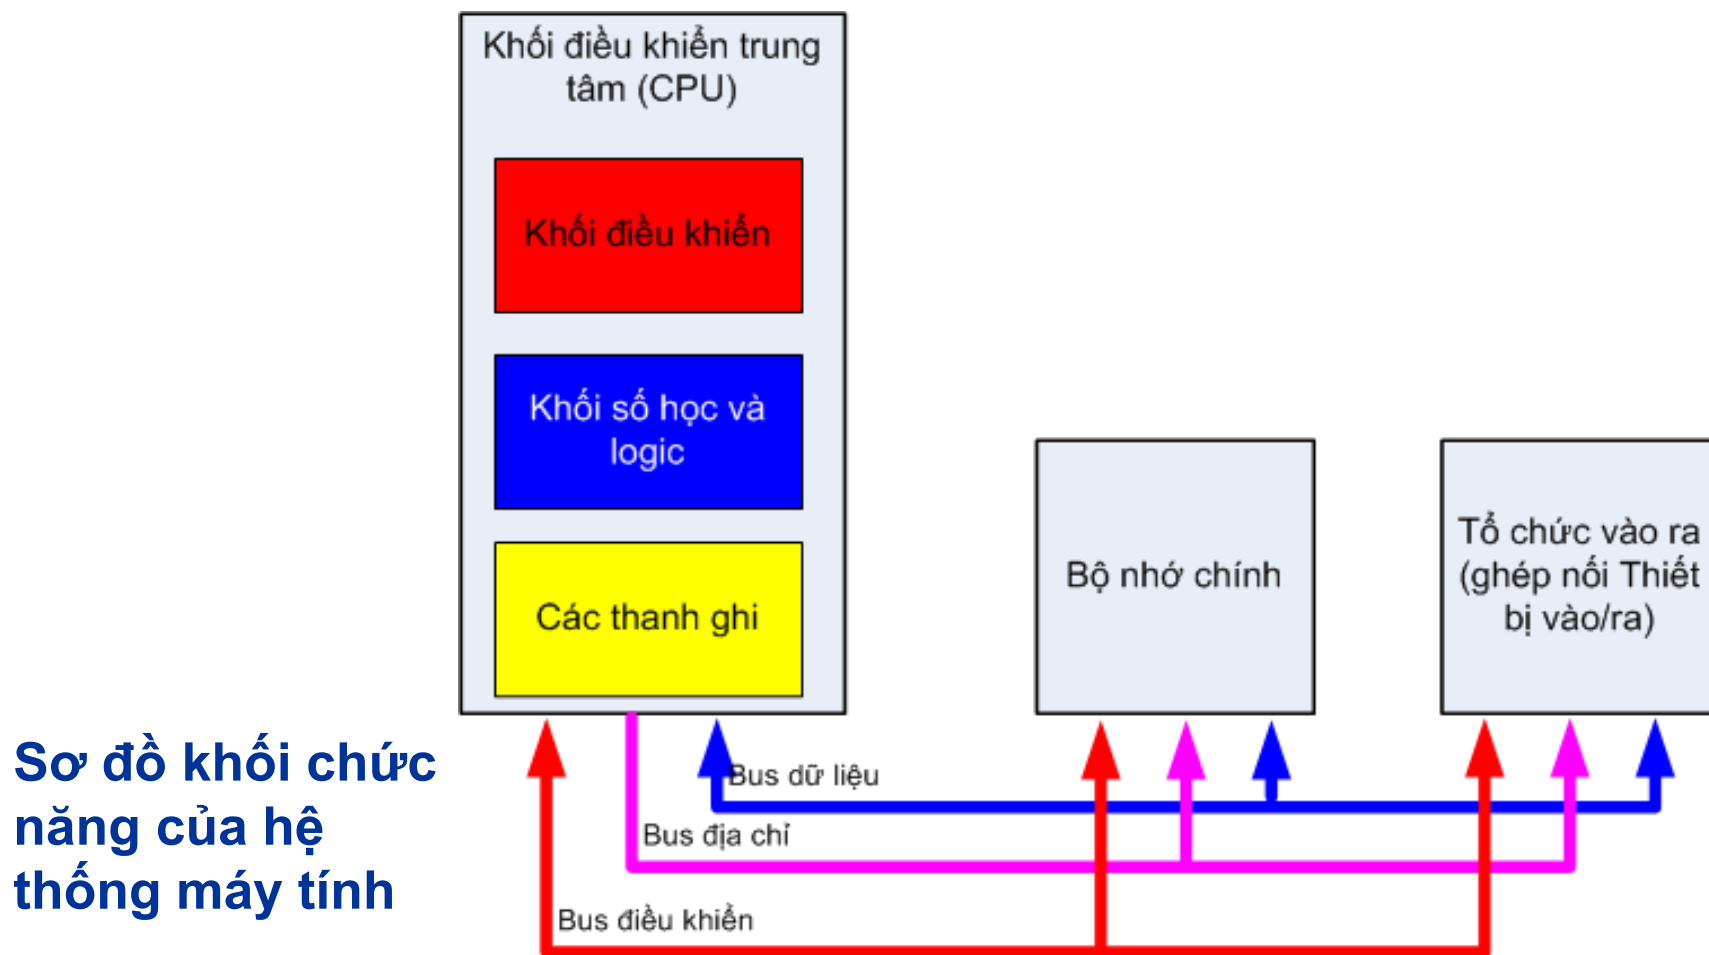 Khối điều khiển trung
tâm (CPU)
Khối điều khiển
Khối số học và
logic
Các thanh ghi
Bộ nhớ chính
Tổ chức vào ra
(ghép nối Thiết
bị vào/ra)
Bus dữ liệu
Bus địa chỉ
Bus điều khiển
Sơ đồ khối chức
năng của hệ
thống máy tính